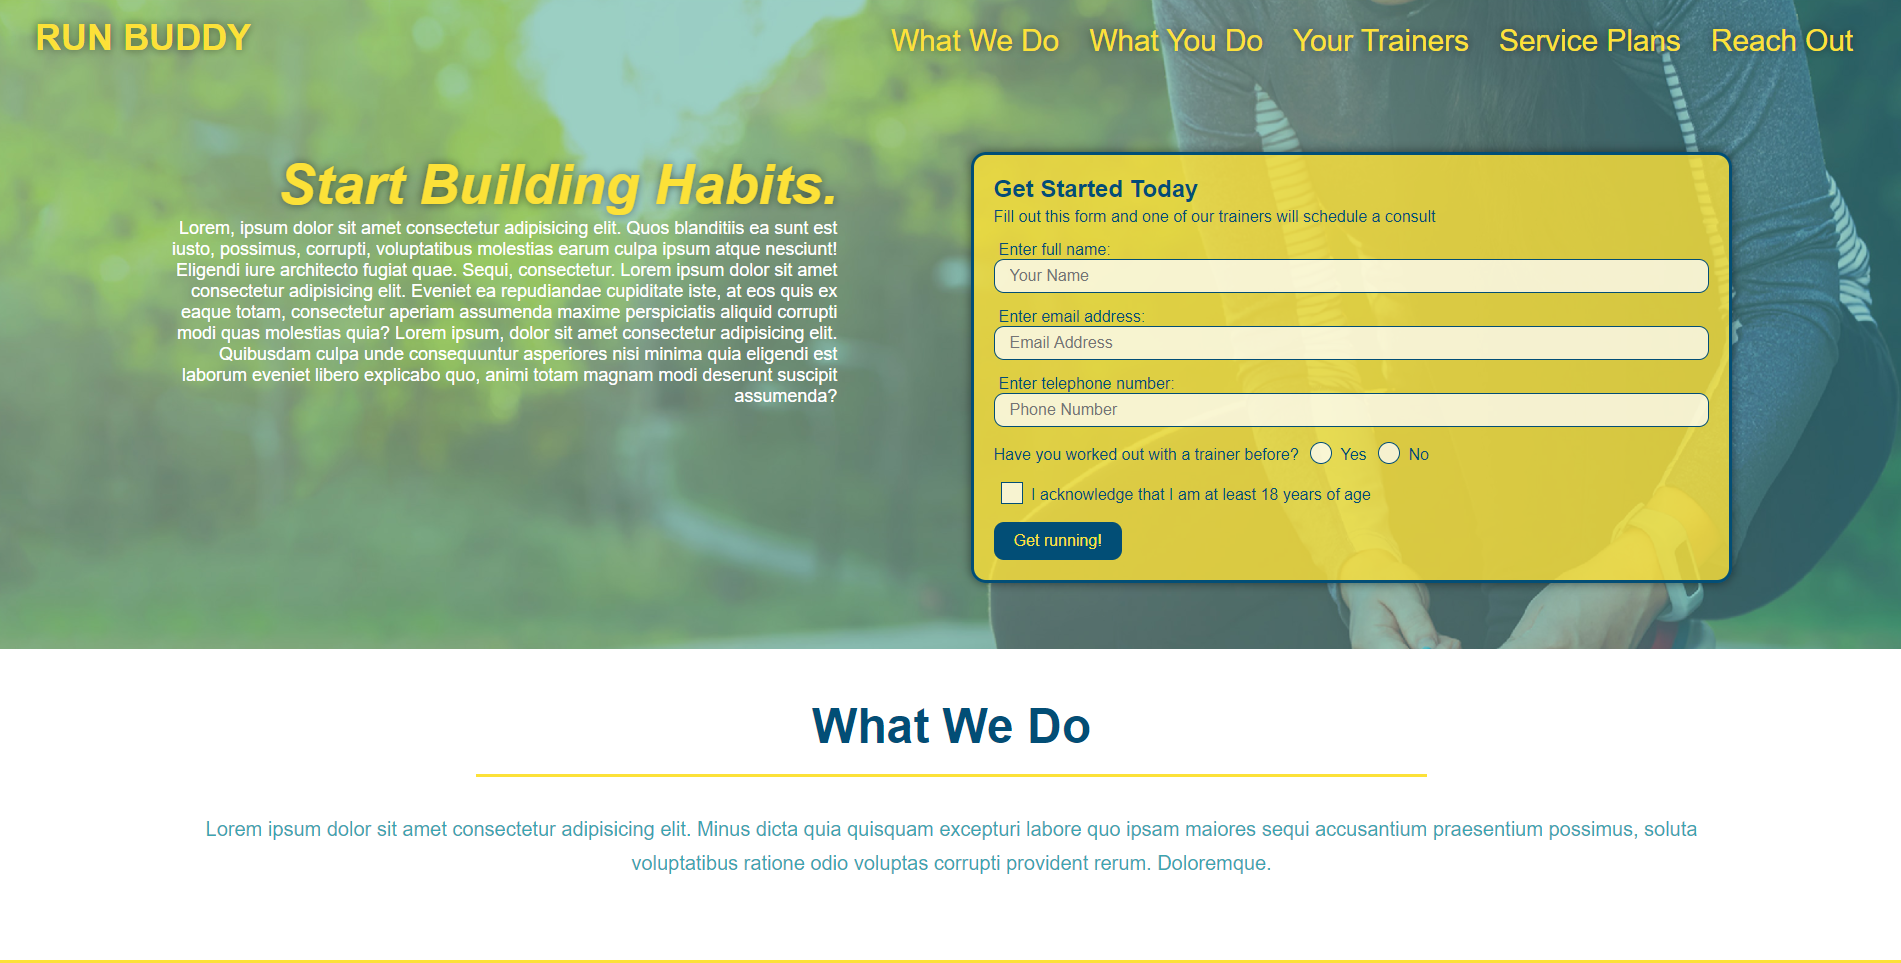 RUN BUDDY
What We Do What You Do Your Trainers Service Plans Reach Out
Start Building Habits.
Lorem, ipsum dolor sit amet consectetur adipisicing elit. Quos blanditiis ea sunt est
iusto, possimus, corrupti, voluptatibus molestias earum culpa ipsum atque nesciunt!
Eligendi iure architecto fugiat quae. Sequi, consectetur. Lorem ipsum dolor sit amet
consectetur adipisicing elit. Eveniet ea repudiandae cupiditate iste, at eos quis ex
eaque totam, consectetur aperiam assumenda maxime perspiciatis aliquid corrupti
modi quas molestias quia? Lorem ipsum, dolor sit amet consectetur adipisicing elit.
Quibusdam culpa unde consequuntur asperiores nisi minima quia eligendi est
laborum eveniet libero explicabo quo, animi totam magnam modi deserunt suscipit
assumenda?
Get Started Today
Fill out this form and one of our trainers will schedule a consult
Enter full name:
Your Name
Enter email address:
Email Address
Enter telephone number:
Phone Number
Have you worked out with a trainer before? Yes No
I acknowledge that I am at least 18 years of age
Get running!
What We Do
Lorem ipsum dolor sit amet consectetur adipisicing elit. Minus dicta quia quisquam excepturi labore quo ipsam maiores sequi accusantium praesentium possimus, soluta
voluptatibus ratione odio voluptas corrupti provident rerum. Doloremque.